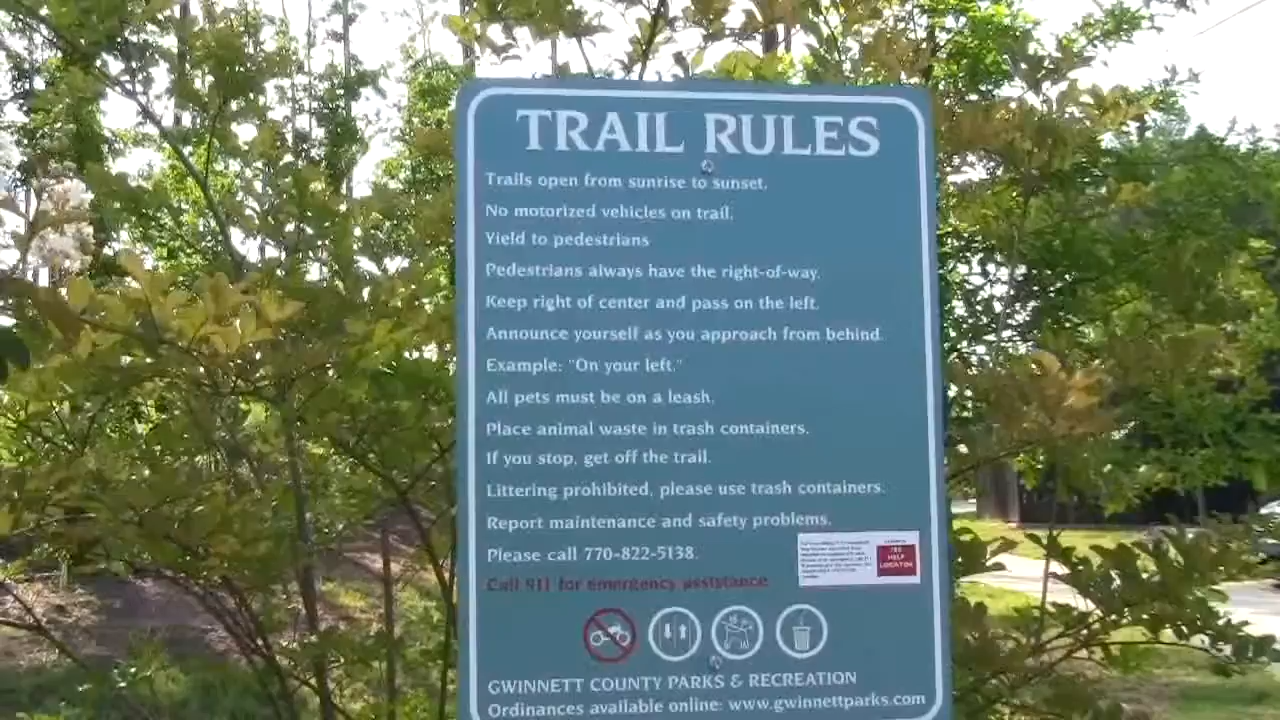 TRAIL RULES
Trails open from sunrise to sunset.
No motorized vehicles on trail.
Yield to pedestrians
Pedestrians always have the right-of-way.
Keep right of center and pass on the left.
Announce yourself as you approach from behind.
Example: "On your left."
All pets must be on a leash.
Place animal waste in trash containers.
If you stop, get off the trail.
Littering prohibited, please use trash containers.
Report maintenance and safety problems.
Please call 770-822-5138.
Call 911 for emergency assistance
HELP
LOCATOR
GWINNETT COUNTY PARKS & RECREATION
Ordinances available online: www.gwinnettparks.com